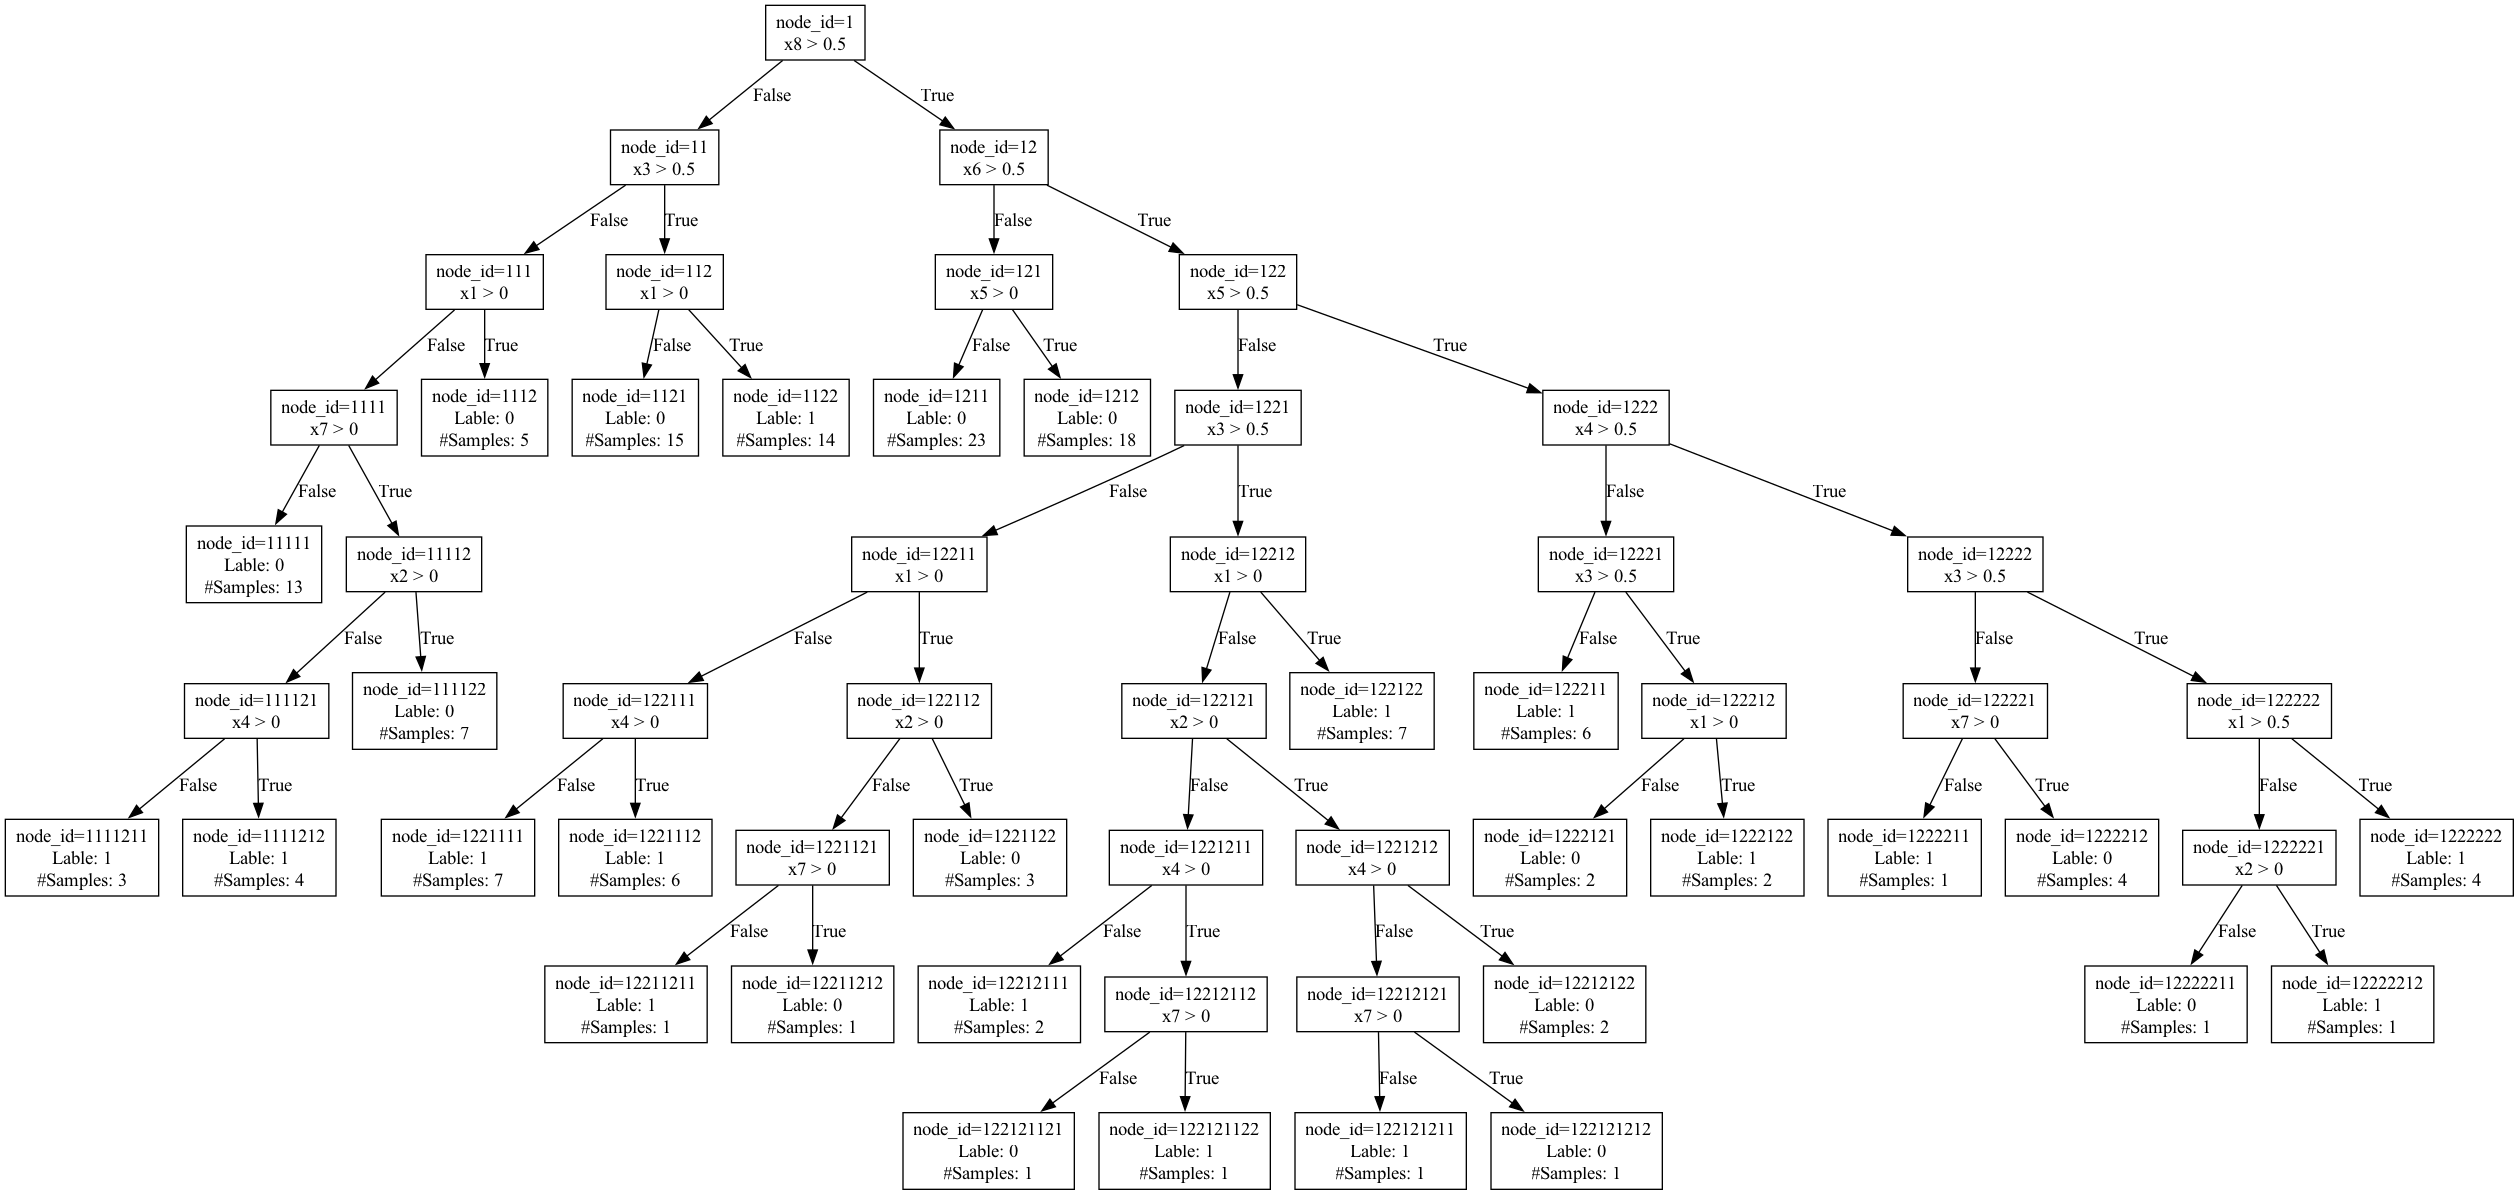 node_id=1
x8 > 0.5
False
True
node_id=11
x3 > 0.5
node_id=12
x6 > 0.5
False
True
False
True
node_id=111
x1 > 0
node_id=112
x1 > 0
node_id=121
x5 > 0
node_id=122
x5 > 0.5
False
True
False
True
False
True
False
True
node_id=1111
x7 > 0
node_id=1112
Lable: 0
#Samples: 5
node_id=1121
Lable: 0
#Samples: 15
node_id=1122
Lable: 1
#Samples: 14
node_id=1211
Lable: 0
#Samples: 23
node_id=1212
Lable: 0
#Samples: 18
node_id=1221
x3 > 0.5
node_id=1222
x4 > 0.5
False
True
False
True
False
True
node_id=11111
Lable: 0
#Samples: 13
node_id=11112
x2 > 0
node_id=12211
x1 > 0
node_id=12212
x1 > 0
node_id=12221
x3 > 0.5
node_id=12222
x3 > 0.5
False
True
False
True
False
True
False
True
False
True
node_id=111121
x4 > 0
node_id=111122
Lable: 0
#Samples: 7
node_id=122111
x4 > 0
node_id=122112
x2 > 0
node_id=122121
x2 > 0
node_id=122122
Lable: 1
#Samples: 7
node_id=122211
Lable: 1
#Samples: 6
node_id=122212
x1 > 0
node_id=122221
x7 > 0
node_id=122222
x1 > 0.5
False
True
False
True
False
True
False
True
False
True
False
True
False
True
node_id=1111211
Lable: 1
#Samples: 3
node_id=1111212
Lable: 1
#Samples: 4
node_id=1221111
Lable: 1
#Samples: 7
node_id=1221112
Lable: 1
#Samples: 6
node_id=1221121
x7 > 0
node_id=1221122
Lable: 0
#Samples: 3
node_id=1221211
x4 > 0
node_id=1221212
x4 > 0
node_id=1222121
Lable: 0
#Samples: 2
node_id=1222122
Lable: 1
#Samples: 2
node_id=1222211
Lable: 1
#Samples: 1
node_id=1222212
Lable: 0
#Samples: 4
node_id=1222221
x2 > 0
node_id=1222222
Lable: 1
#Samples: 4
False
True
False
True
False
True
False
True
node_id=12211211
Lable: 1
#Samples: 1
node_id=12211212
Lable: 0
#Samples: 1
node_id=12212111
Lable: 1
#Samples: 2
node_id=12212112
x7 > 0
node_id=12212121
x7 > 0
node_id=12212122
Lable: 0
#Samples: 2
node_id=12222211
Lable: 0
#Samples: 1
node_id=12222212
Lable: 1
#Samples: 1
False
True
False
True
node_id=122121121
Lable: 0
#Samples: 1
node_id=122121122
Lable: 1
#Samples: 1
node_id=122121211
Lable: 1
#Samples: 1
node_id=122121212
Lable: 0
#Samples: 1